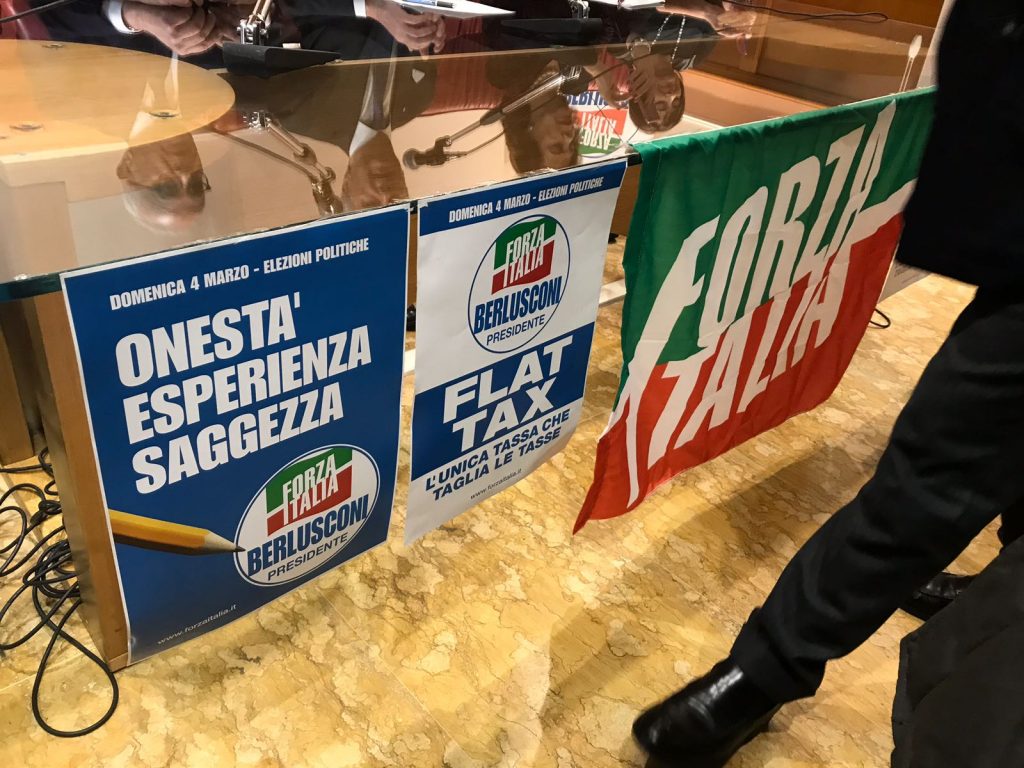 DOMENICA 4 MARZO - ELEZIONI POLITICHE
ONESTA'
ESPERIENZA
SAGGEZZA
FORZA
ITALIA
BERLUSCONI
PRESIDENTE
www.forzaitalia.it
DOMENICA 4 MARZO - ELEZIONI POLITICHE
FORZA
ITALIA
BERLUSCONI
PRESIDENTE
FLAT
TAX
L'UNICA TASSA CHE
TAGLIA LE TASSE
www.forzaitalia.it
FORZA
ITALIA